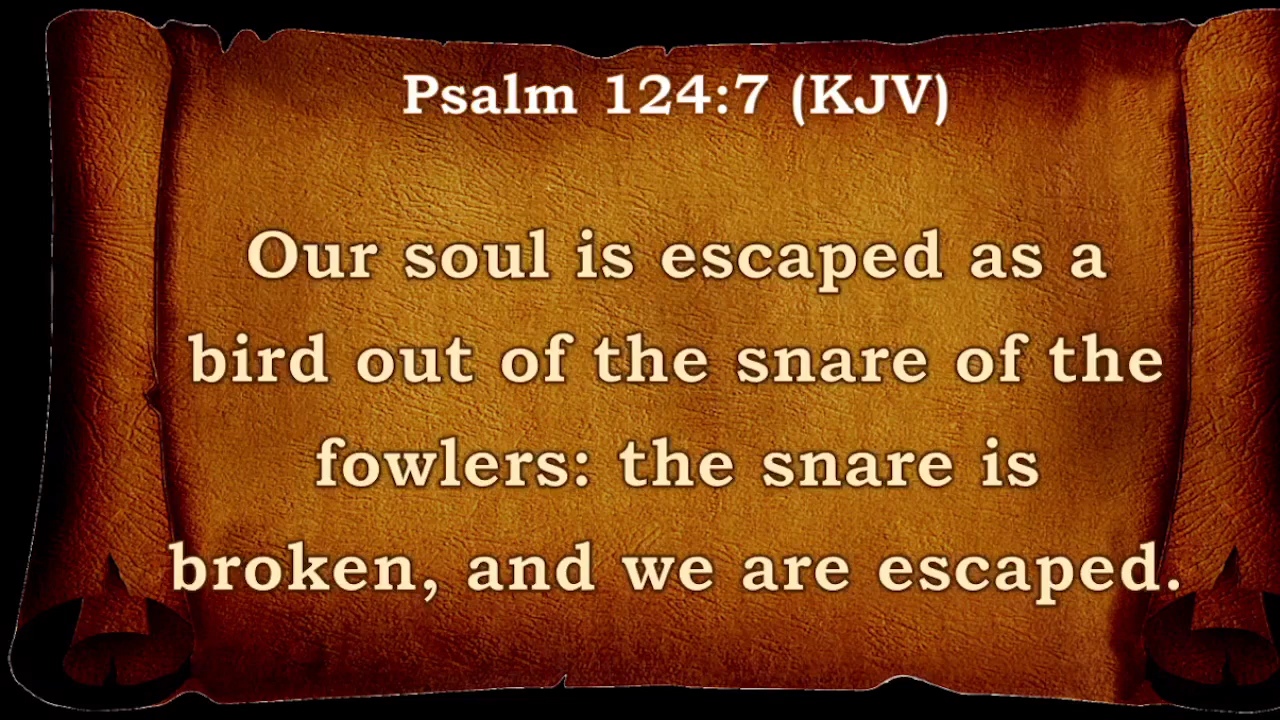 Psalm 124:7 (KJV)
Our soul is escaped as a
bird out of the snare of the
fowlers: the snare is
broken, and we are escaped.